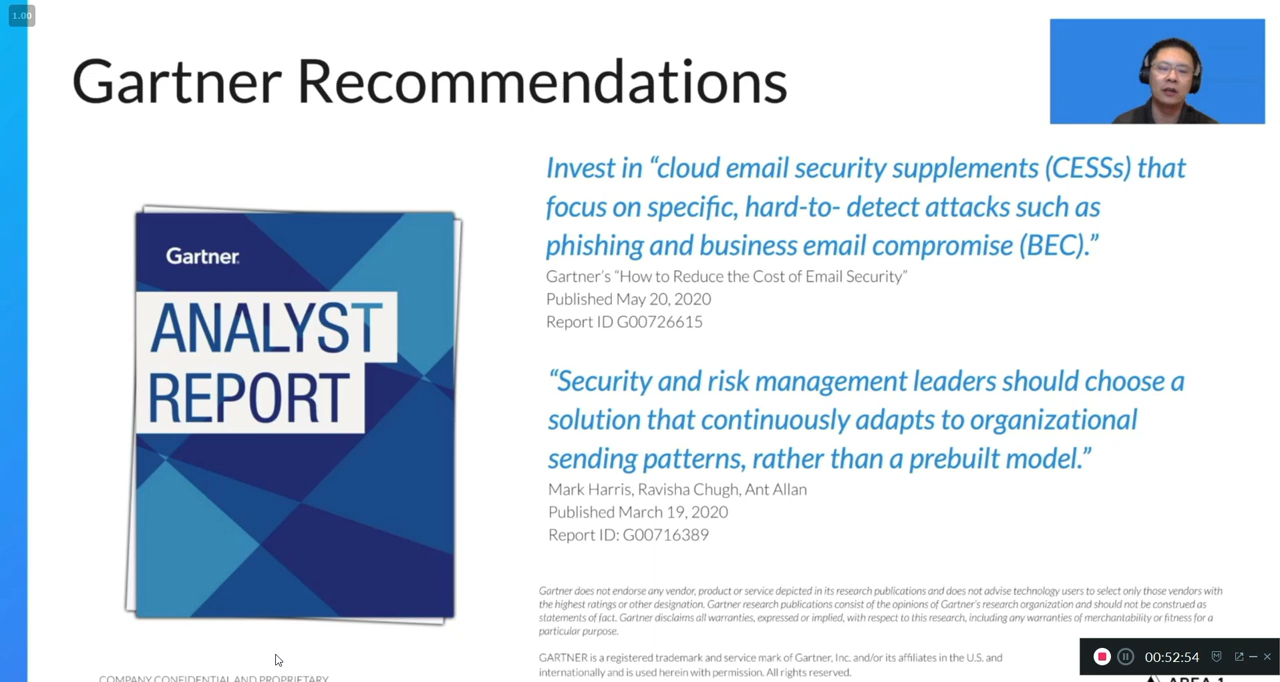 1.00
Gartner Recommendations
Invest in “cloud email security supplements (CESSs) that
focus on specific, hard-to- detect attacks such as
phishing and business email compromise (BEC).”
Gartner’s “How to Reduce the Cost of Email Security”
Published May 20, 2020
Report ID G00726615
Gartner
ANALYST
REPORT
“Security and risk management leaders should choose a
solution that continuously adapts to organizational
sending patterns, rather than a prebuilt model.”
Mark Harris, Ravisha Chugh, Ant Allan
Published March 19, 2020
Report ID: G00716389
Gartner does not endorse any vendor, product or service depicted in its research publications and does not advise technology users to select only those vendors with
the highest ratings or other designation. Gartner research publications consist of the opinions of Gartner’s research organization and should not be construed as
statements of fact. Gartner disclaims all warranties, expressed or implied, with respect to this research, including any warranties of merchantability or fitness for a
particular purpose.
GARTNER is a registered trademark and service mark of Gartner, Inc. and/or its affiliates in the U.S. and
internationally and is used herein with permission. All rights reserved.
00:52:54
COMPANY CONFIDENTIAL AND PROPRIETARY
AREA 1